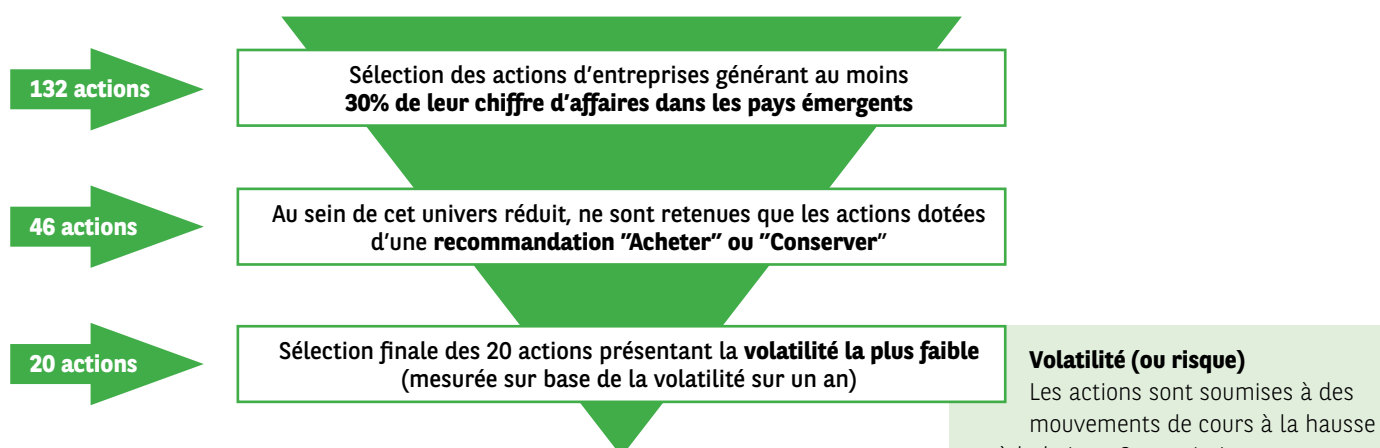 132 actions
Sélection des actions d'entreprises générant au moins
30% de leur chiffre d'affaires dans les pays émergents
46 actions
Au sein de cet univers réduit, ne sont retenues que les actions dotées
d'une recommandation "Acheter" ou "Conserver"
20 actions
Sélection finale des 20 actions présentant la volatilité la plus faible
(mesurée sur base de la volatilité sur un an)
Volatilité (ou risque)
Les actions sont soumises à des
mouvements de cours à la hausse